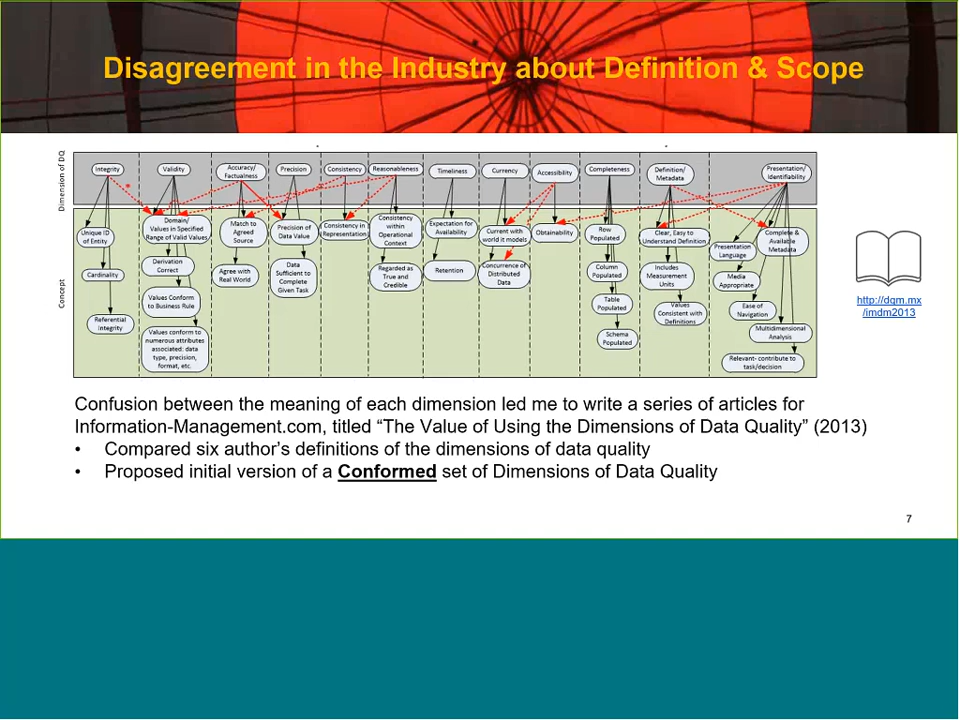 Disagreement in the Industry about Definition & Scope
Dimension of DQ
Integrity
Validity
Accuracy/
Factualness
Precision
Consistency
Reasonableness
Timeliness
Currency
Accessibility
Completeness
Definition/
Metadata
Presentation/
Identifiability
Concept
Unique ID
of Entity
Cardinality
Referential
Integrity
Domain/
Values in Specified
Range of Valid Values
Derivation
Correct
Values Conform
to Business Rule
Values conform to
numerous attributes
associated: data
type, precision,
format, etc.
Match to
Agreed
Source
Agree with
Real World
Precision of
Data Value
Data
Sufficient to
Complete
Given Task
Consistency in
Representation
Consistency
within
Operational
Context
Regarded as
True and
Credible
Expectation for
Availability
Retention
Current with
world it models
Concurrence of
Distributed
Data
Obtainability
Row
Populated
Column
Populated
Table
Populated
Schema
Populated
Clear, Easy to
Understand Definition
Includes
Measurement
Units
Values
Consistent with
Definitions
Presentation
Language
Media
Appropriate
Ease of
Navigation
Complete &
Available
Metadata
Multidimensional
Analysis
Relevant- contribute to
task/decision
http://dqm.mx
/imdm2013
Confusion between the meaning of each dimension led me to write a series of articles for
Information-Management.com, titled “The Value of Using the Dimensions of Data Quality” (2013)
• Compared six author’s definitions of the dimensions of data quality
• Proposed initial version of a Conformed set of Dimensions of Data Quality
7